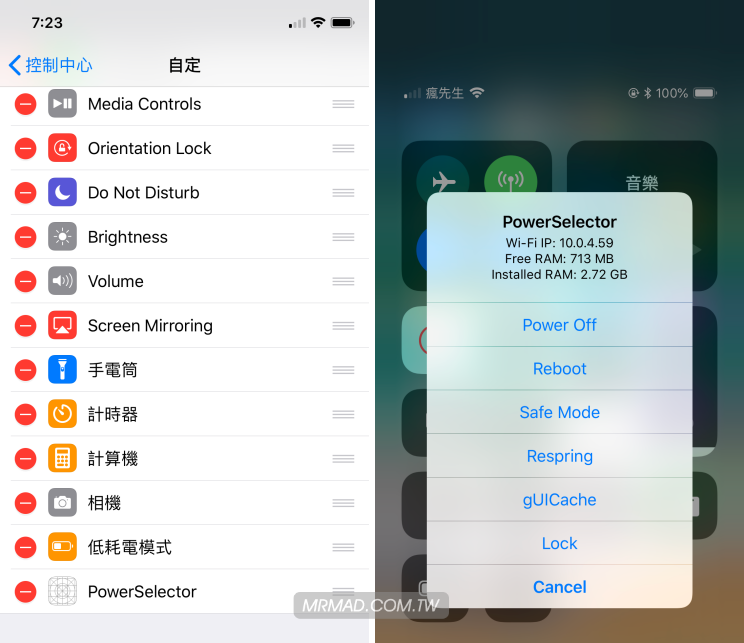 7:23
控制中心
自定
Media Controls
Orientation Lock
Do Not Disturb
Brightness
Volume
Screen Mirroring
手電筒
計時器
計算機
相機
低耗電模式
PowerSelector
瘋先生
100%
音樂
PowerSelector
Wi-Fi IP: 10.0.4.59
Free RAM: 713 MB
Installed RAM: 2.72 GB
Power Off
Reboot
Safe Mode
Respring
gUICache
Lock
Cancel
MRMAD.COM.TW